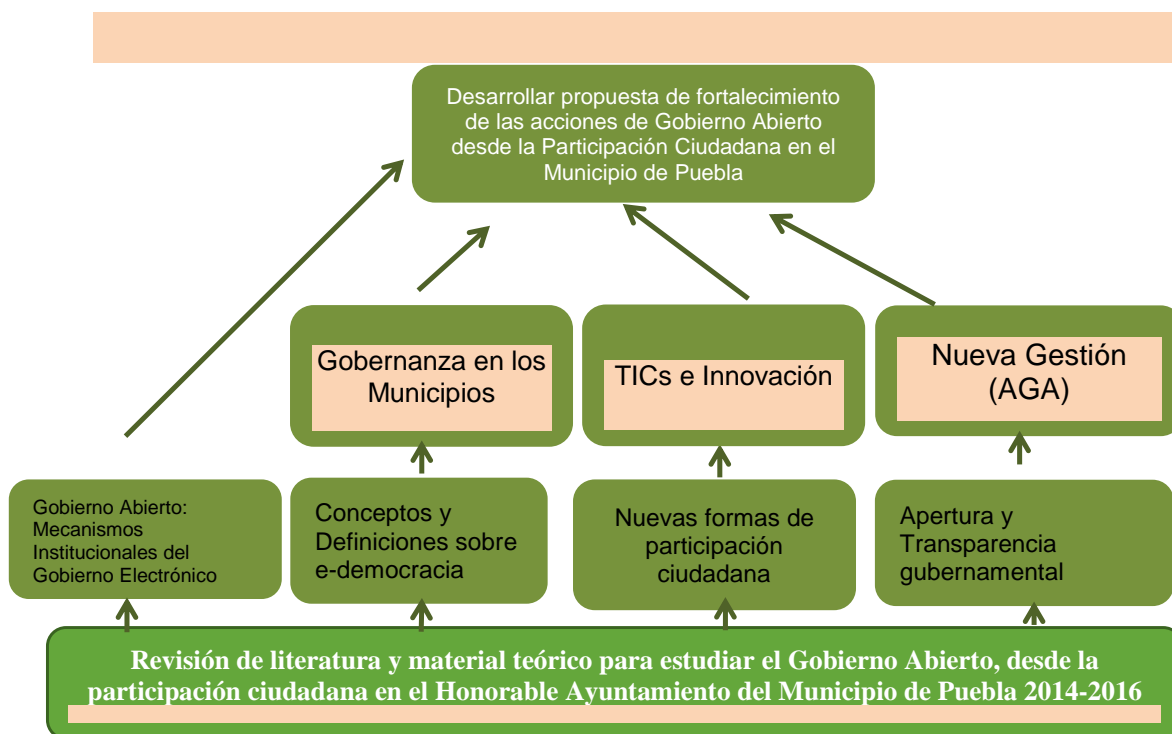 Desarrollar propuesta de fortalecimiento
de las acciones de Gobierno Abierto
desde la Participación Ciudadana en el
Municipio de Puebla
Gobernanza en los
Municipios
TICs e Innovación
Nueva Gestión
(AGA)
Gobierno Abierto:
Mecanismos
Institucionales del
Gobierno Electrónico
Conceptos y
Definiciones sobre
e-democracia
Nuevas formas de
participación
ciudadana
Apertura y
Transparencia
gubernamental
Revisión de literatura y material teórico para estudiar el Gobierno Abierto, desde la
participación ciudadana en el Honorable Ayuntamiento del Municipio de Puebla 2014-2016